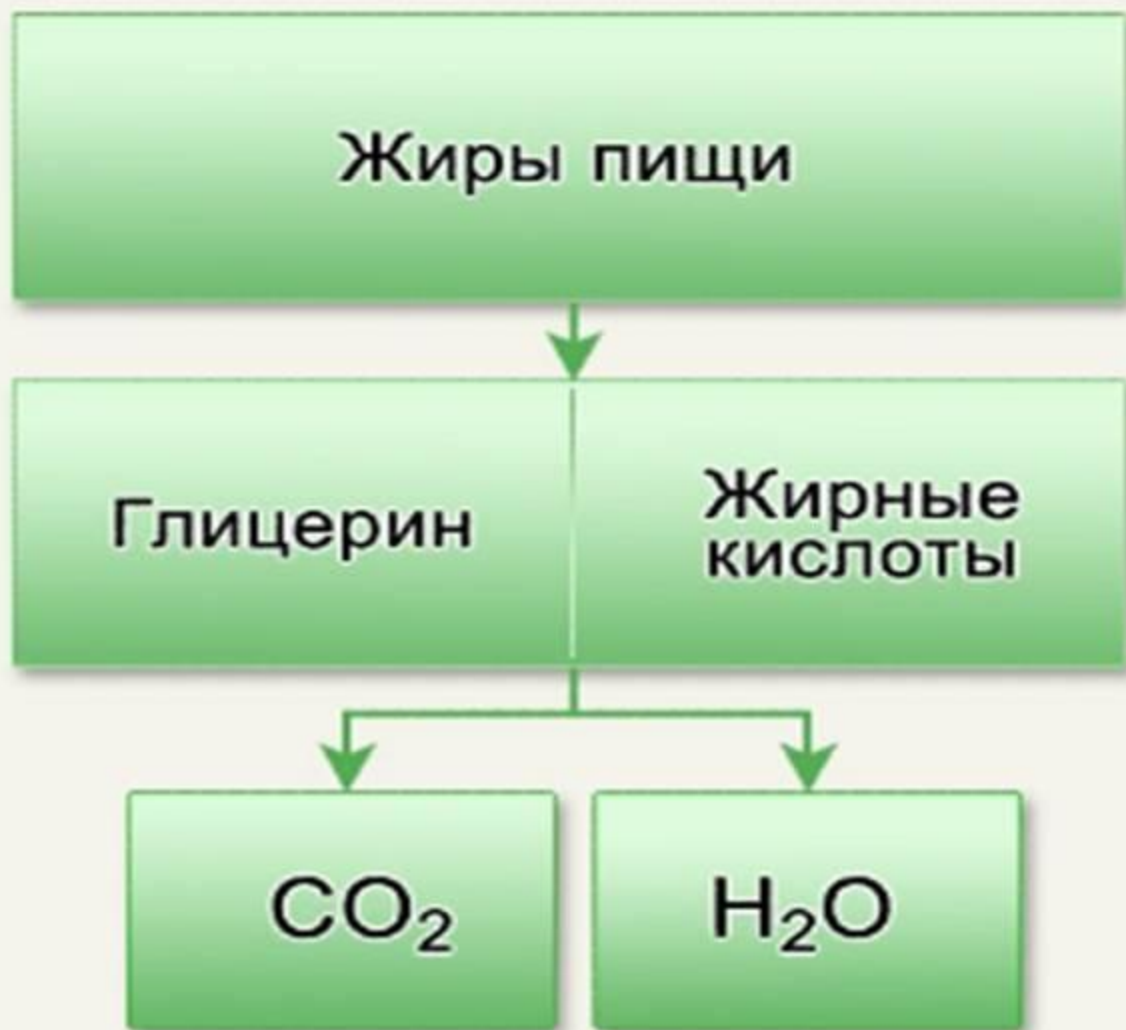 Жиры пищи
Глицерин
Жирные
кислоты
CO₂
H₂O